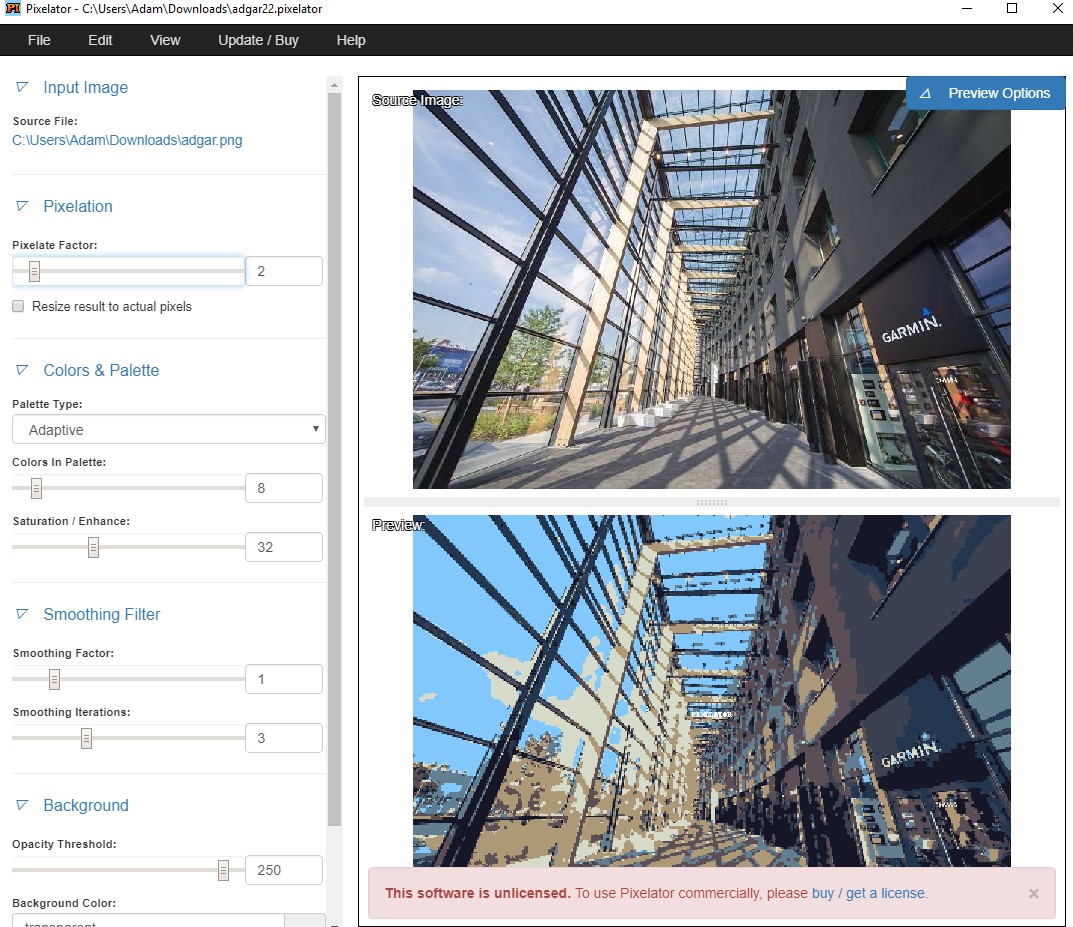 Pixelator - C:\Users\Adam\Downloads\adgar22.pixelator
File Edit View Update / Buy Help
Input Image
Source File:
C:\Users\Adam\Downloads\adgar.png
Pixelation
Pixelate Factor:
2
Resize result to actual pixels
Colors & Palette
Palette Type:
Adaptive
Colors In Palette:
8
Saturation / Enhance:
32
Smoothing Filter
Smoothing Factor:
1
Smoothing Iterations:
3
Background
Opacity Threshold:
250
Background Color:
transparent
Source Image:
Preview Options
GARMIN.
Preview:
PIXELATOR
GARMIN.
This software is unlicensed. To use Pixelator commercially, please buy / get a license.